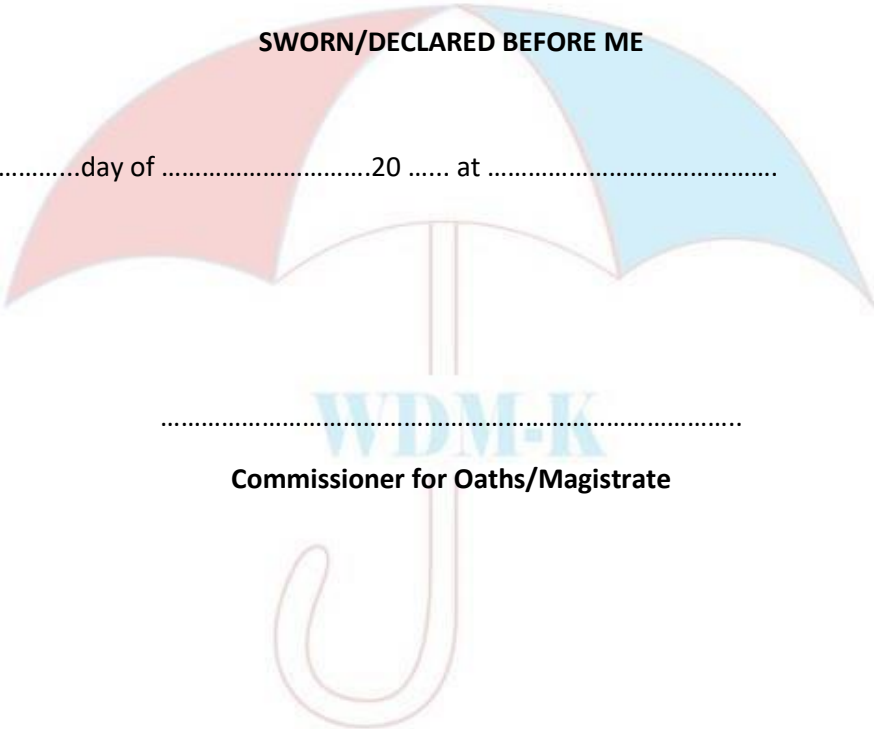 SWORN/DECLARED BEFORE ME
…………..day of ………………………….20 …... at …………………………………….
WDM-K
…………………………………………………………………………..
Commissioner for Oaths/Magistrate